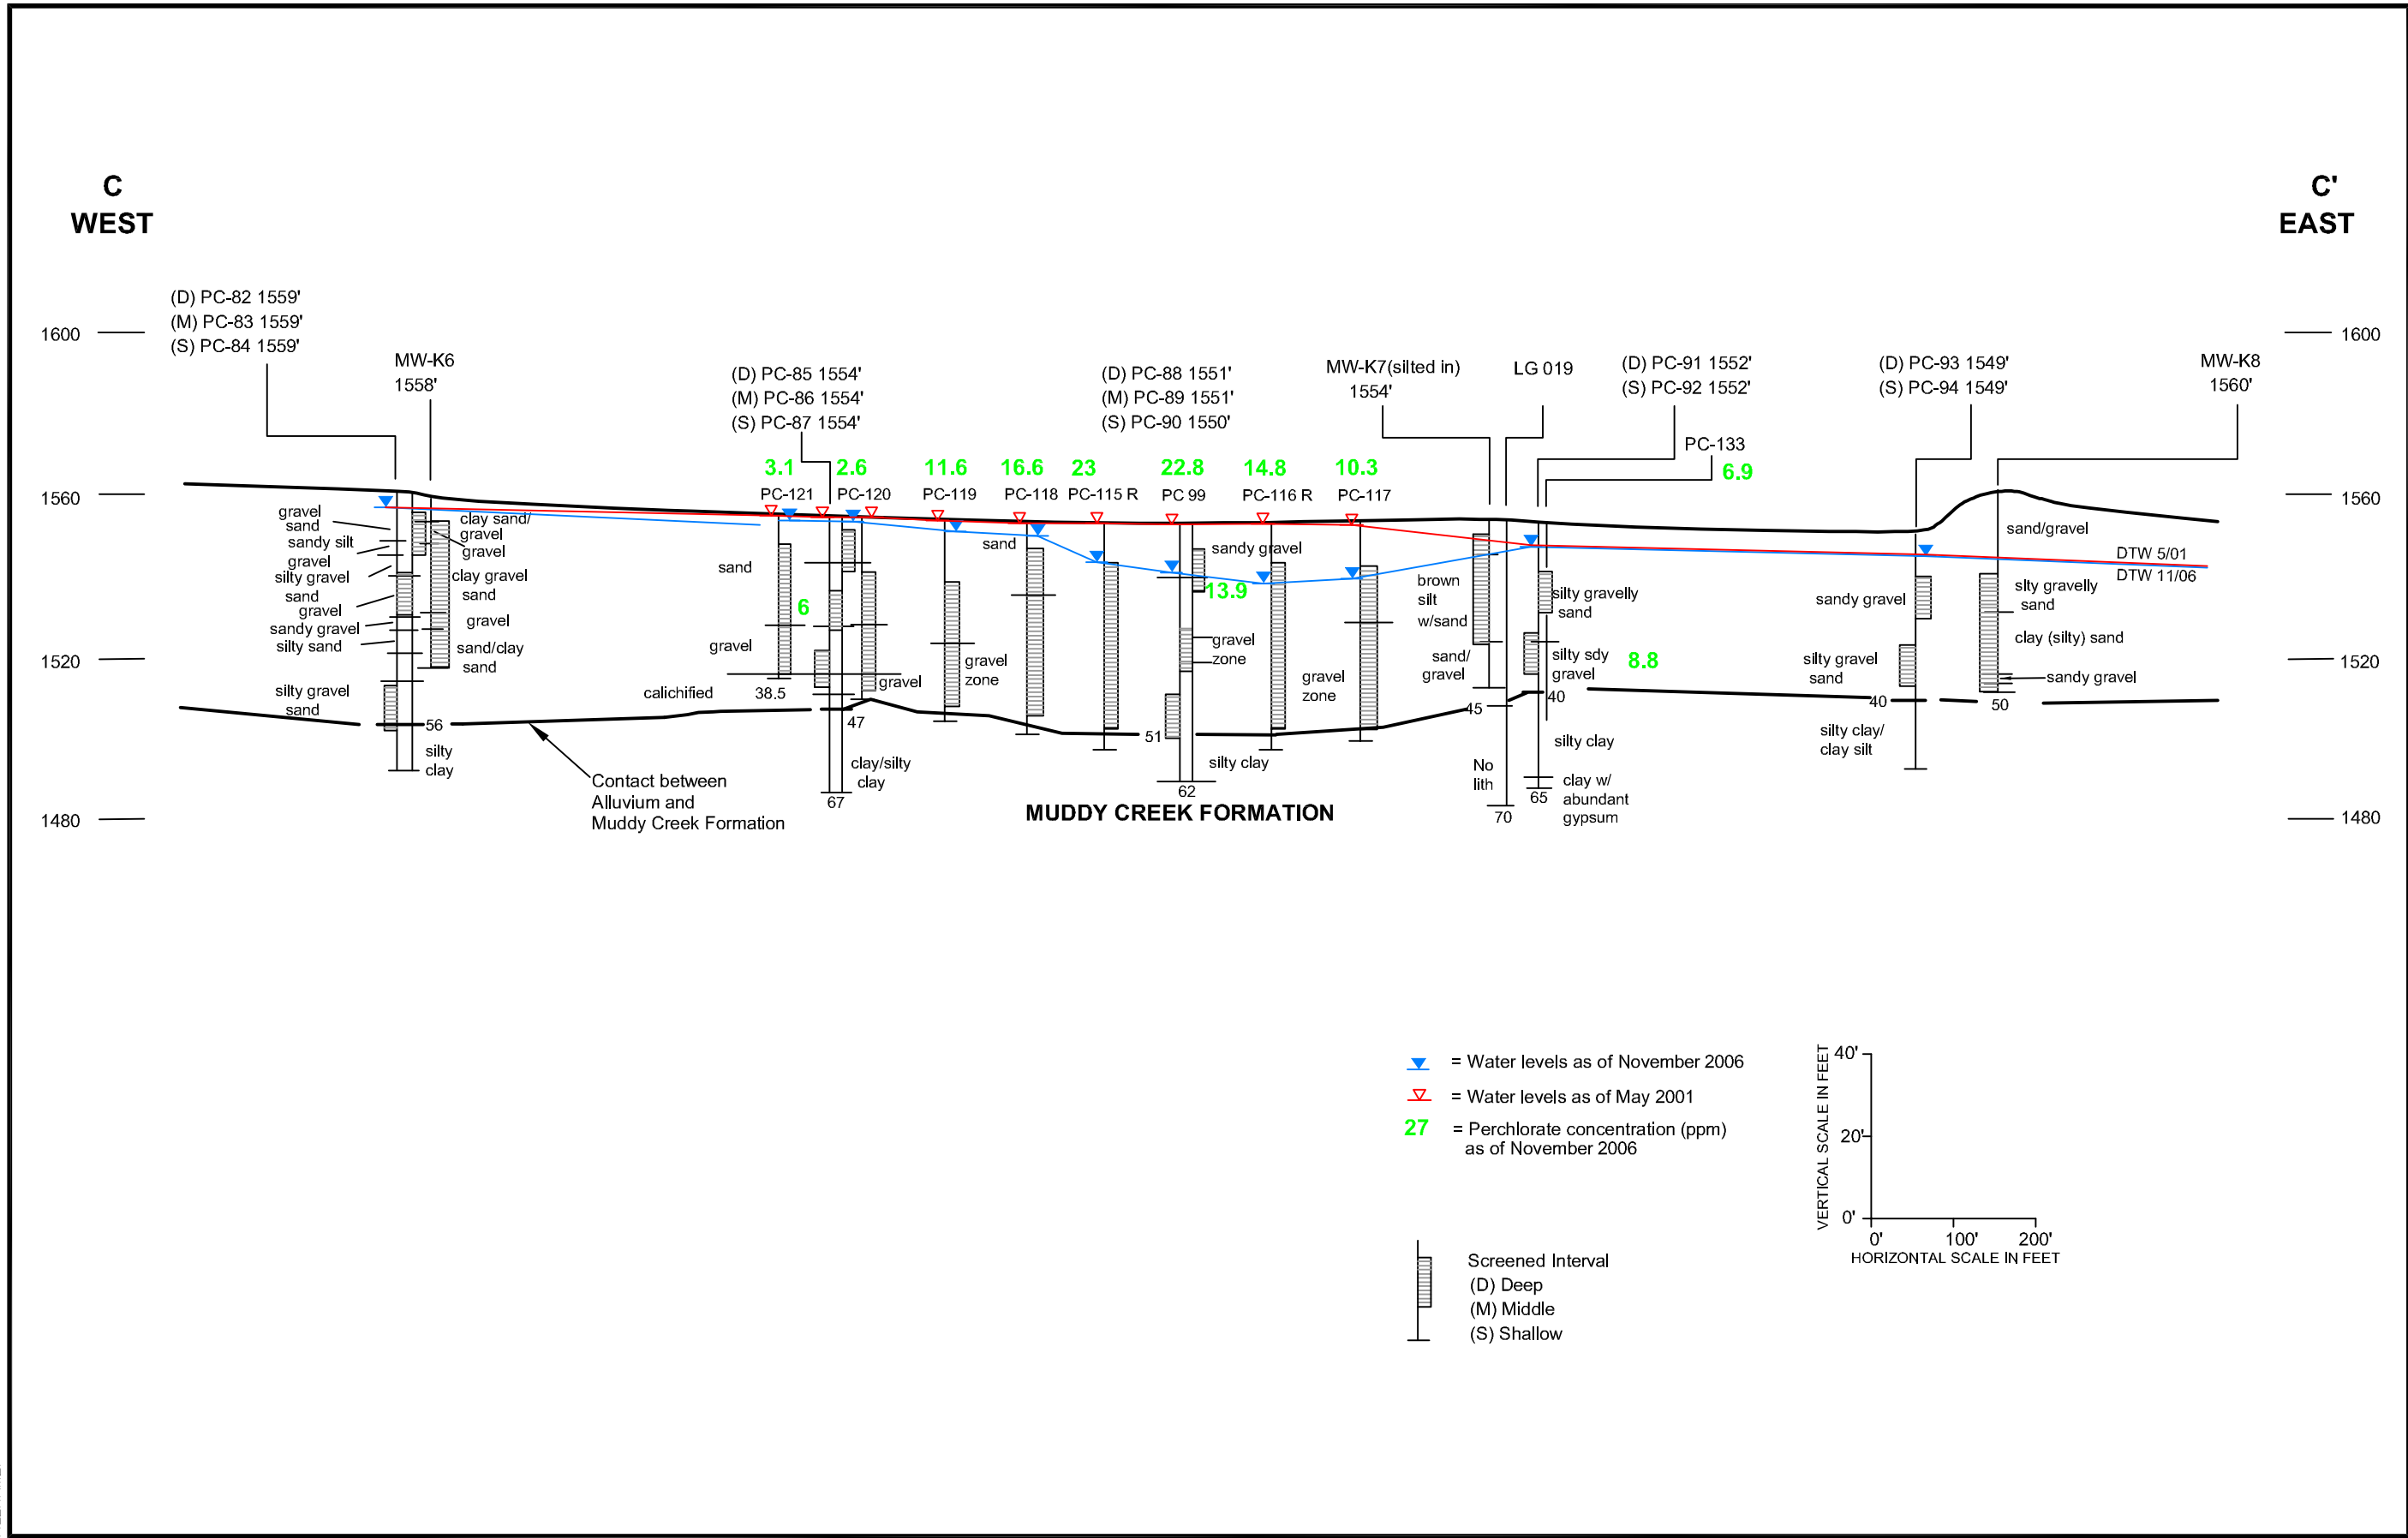 C
WEST
C'
EAST
(D) PC-82 1559'
(M) PC-83 1559'
(S) PC-84 1559'
MW-K6
1558'
(D) PC-85 1554'
(M) PC-86 1554'
(S) PC-87 1554'
(D) PC-88 1551'
(M) PC-89 1551'
(S) PC-90 1550'
MW-K7(silted in)
1554'
LG 019
(D) PC-91 1552'
(S) PC-92 1552'
PC-133
6.9
(D) PC-93 1549'
(S) PC-94 1549'
MW-K8
1560'
1600
1560
1520
1480
1600
1560
1520
1480
3.1
2.6
11.6
16.6
23
22.8
14.8
10.3
PC-121
PC-120
PC-119
PC-118
PC-115 R
PC 99
PC-116 R
PC-117
gravel
sand
sandy silt
gravel
silty gravel
sand
gravel
sandy gravel
silty sand
silty gravel
sand
56
silty
clay
clay sand/
gravel
gravel
clay gravel
sand
gravel
sand/clay
sand
sand
6
gravel
calichified
38.5
47
gravel
clay/silty
clay
67
Contact between
Alluvium and
Muddy Creek Formation
gravel
zone
sand
sandy gravel
13.9
gravel
zone
51
silty clay
62
MUDDY CREEK FORMATION
gravel
zone
brown
silt
w/sand
sand/
gravel
45
No
lith
70
silty gravelly
sand
silty sdy
gravel
8.8
40
silty clay
clay w/
abundant
gypsum
65
sandy gravel
silty gravel
sand
40
silty clay/
clay silt
sand/gravel
DTW 5/01
DTW 11/06
slty gravelly
sand
clay (silty) sand
sandy gravel
50
= Water levels as of November 2006
= Water levels as of May 2001
27 = Perchlorate concentration (ppm)
as of November 2006
Screened Interval
(D) Deep
(M) Middle
(S) Shallow
VERTICAL SCALE IN FEET
40'
20'
0'
0' 100' 200'
HORIZONTAL SCALE IN FEET